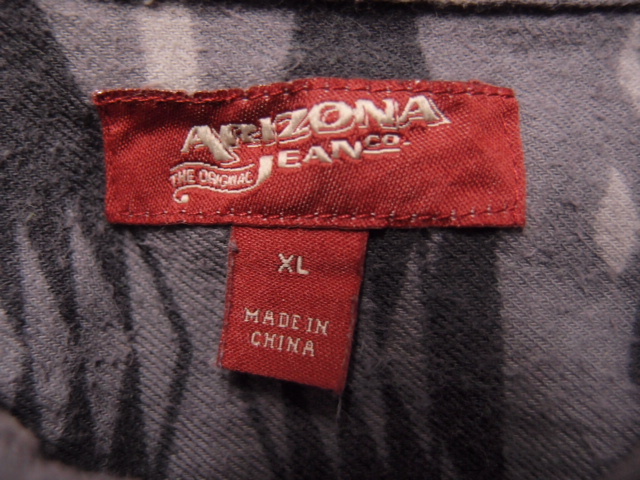 ARIZONA
THE ORIGINAL JEAN CO.
XL
MADE IN
CHINA